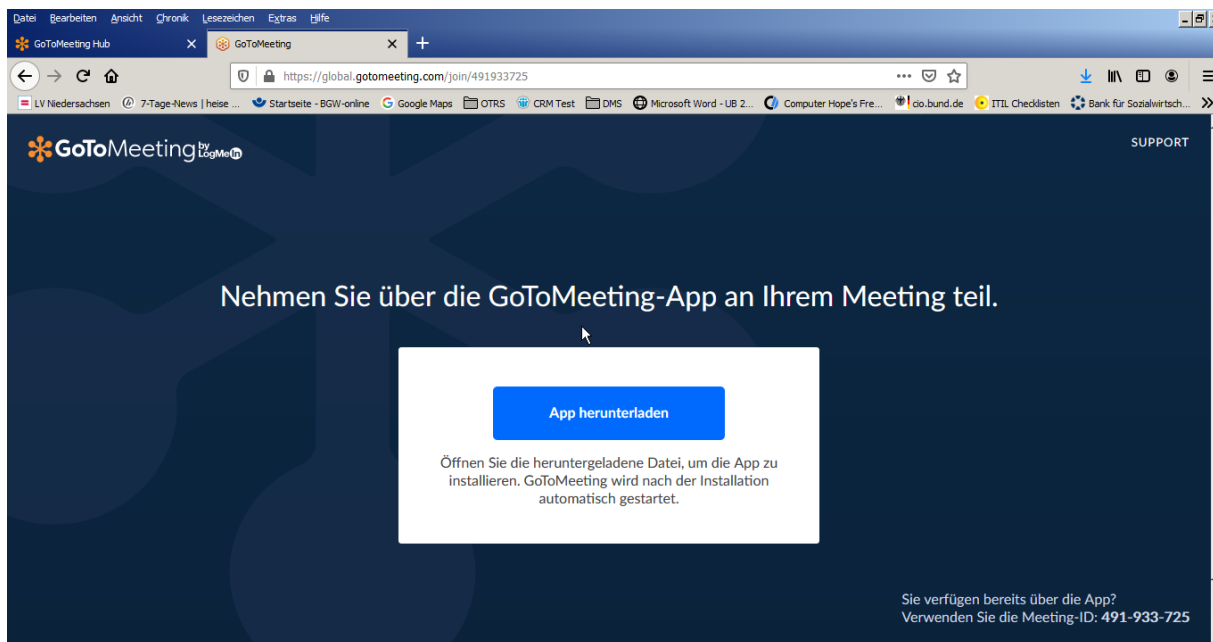 Datei Bearbeiten Ansicht Chronik Lesezeichen Extras Hilfe
GoToMeeting Hub GoToMeeting
https://global.gotomeeting.com/join/491933725
LV Niedersachsen 7-Tage-News | heise ... Startseite - BGW-online Google Maps OTRS CRM Test DMS Microsoft Word - UB 2... Computer Hope's Fre... cio.bund.de ITIL Checklisten Bank für Sozialwirtsch...
GoToMeeting by LogMeIn
SUPPORT
Nehmen Sie über die GoToMeeting-App an Ihrem Meeting teil.
App herunterladen
Öffnen Sie die heruntergeladene Datei, um die App zu
installieren. GoToMeeting wird nach der Installation
automatisch gestartet.
Sie verfügen bereits über die App?
Verwenden Sie die Meeting-ID: 491-933-725